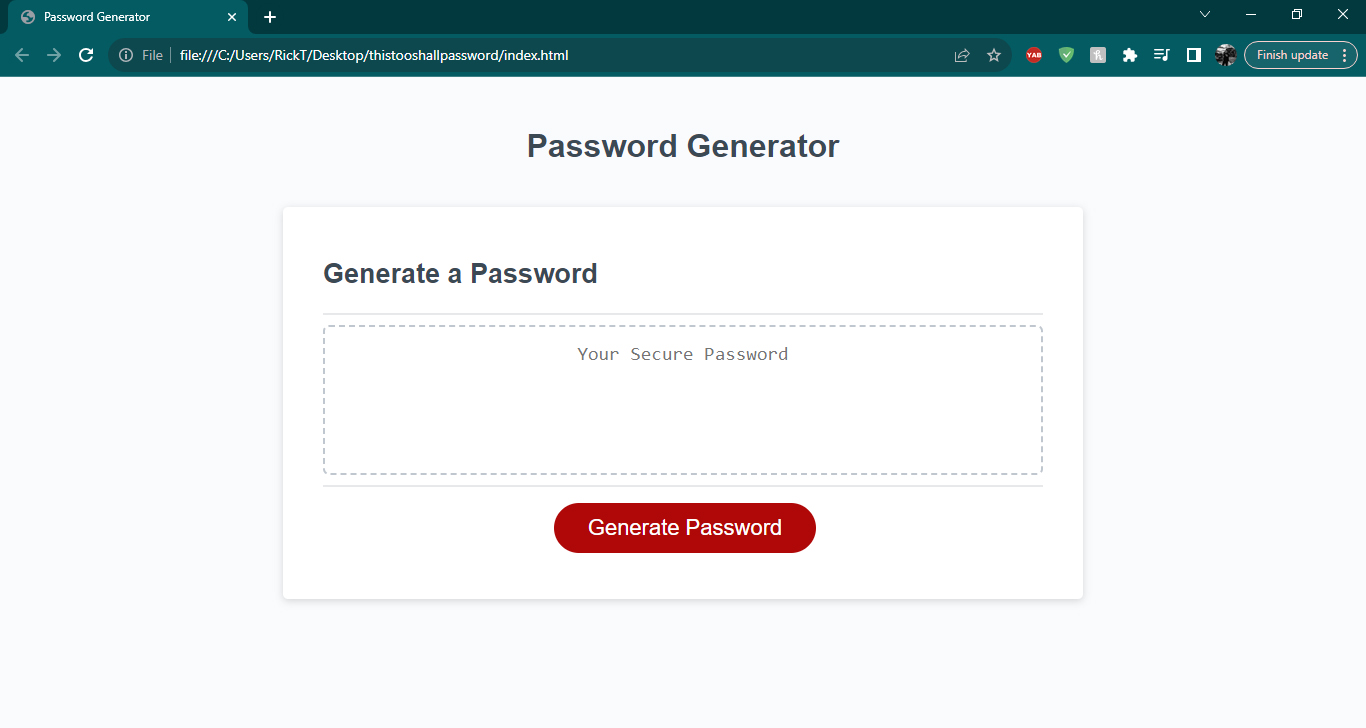 Password Generator
File file:///C:/Users/RickT/Desktop/thistooshallpassword/index.html YAB Finish update
Password Generator
Generate a Password
Your Secure Password
Generate Password